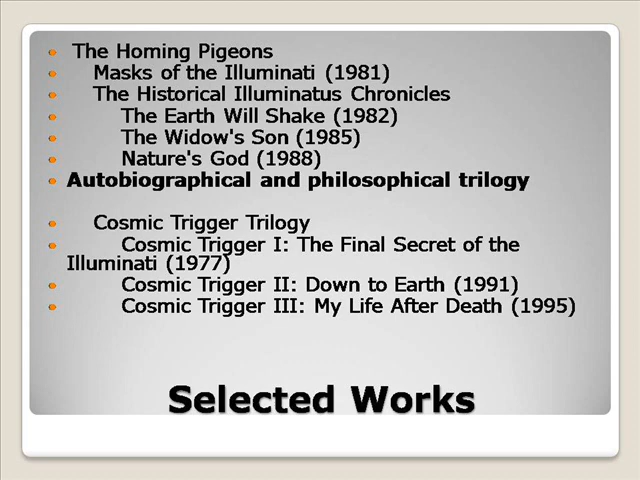 The Homing Pigeons
Masks of the Illuminati (1981)
The Historical Illuminatus Chronicles
The Earth Will Shake (1982)
The Widow's Son (1985)
Nature's God (1988)
Autobiographical and philosophical trilogy
Cosmic Trigger Trilogy
Cosmic Trigger I: The Final Secret of the
Illuminati (1977)
Cosmic Trigger II: Down to Earth (1991)
Cosmic Trigger III: My Life After Death (1995)
Selected Works